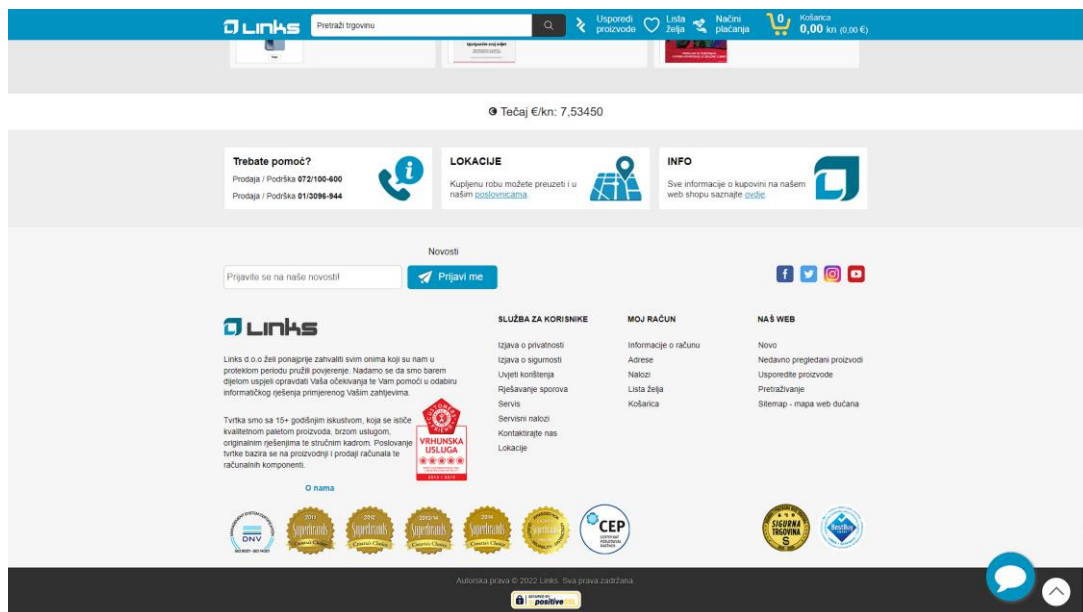 Links
Pretraži trgovinu
Usporedi
proizvode
Lista
želja
Načini
plaćanja
0
Košarica
0,00 kn (0,00 €)
Tečaj €/kn: 7,53450
Trebate pomoć?
Prodaja / Podrška 072/100-600
Prodaja / Podrška 01/3096-944
LOKACIJE
Kupljenu robu možete preuzeti i u
našim poslovnicama.
INFO
Sve informacije o kupovini na našem
web shopu saznajte ovdje.
Novosti
Prijavite se na naše novosti!
Prijavi me
Links
Links d.o.o želi ponajprije zahvaliti svim onima koji su nam u
proteklom periodu pružili povjerenje. Nadamo se da smo barem
dijelom uspjeli opravdati Vaša očekivanja te Vam pomoći u odabiru
informatičkog rješenja primjerenog Vašim zahtjevima.
Tvrtka smo sa 15+ godišnjim iskustvom, koja se ističe
kvalitetnom paletom proizvoda, brzom uslugom,
originalnim rješenjima te stručnim kadrom. Poslovanje
tvrtke bazira se na proizvodnji i prodaji računala te
računalnih komponenti.
VRHUNSKA
USLUGA
O nama
SLUŽBA ZA KORISNIKE
Izjava o privatnosti
Izjava o sigurnosti
Uvjeti korištenja
Rješavanje sporova
Servis
Servisni nalozi
Kontaktirajte nas
Lokacije
MOJ RAČUN
Informacije o računu
Adrese
Nalozi
Lista želja
Košarica
NAŠ WEB
Novo
Nedavno pregledani proizvodi
Usporedite proizvode
Pretraživanje
Sitemap - mapa web dućana
DNV
2011
Superbrands
2012
Superbrands
2013/14
Superbrands
2014
Superbrands
CEP
SIGURNA
TRGOVINA
S
BestBuy
Autorska prava © 2022 Links. Sva prava zadržana.
positiveSSL